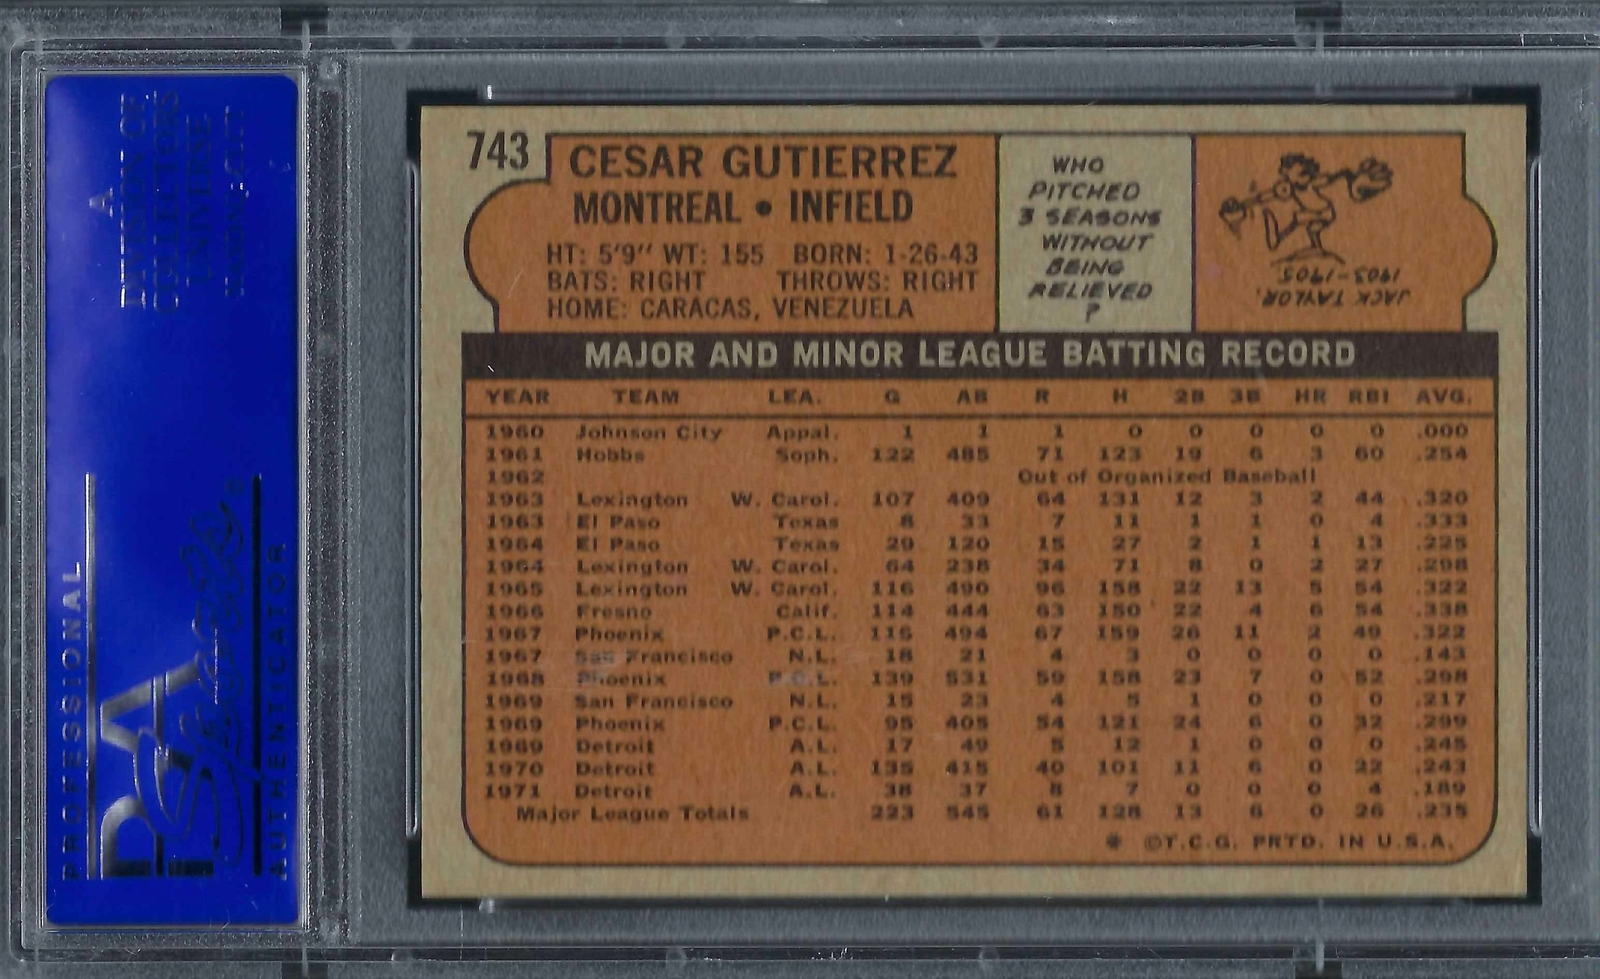 A
DIVISION OF
COLLECTORS
UNIVERSE
PROFESSIONAL
PSA
AUTHENTICATOR
743
CESAR GUTIERREZ
MONTREAL • INFIELD
HT: 5'9" WT: 155 BORN: 1-26-43
BATS: RIGHT THROWS: RIGHT
HOME: CARACAS, VENEZUELA
WHO
PITCHED
3 SEASONS
WITHOUT
BEING
RELIEVED
?
JACK TAYLOR,
1903-1905
MAJOR AND MINOR LEAGUE BATTING RECORD
YEAR TEAM LEA. G AB R H 2B 3B HR RBI AVG.
1960 Johnson City Appal. 1 1 1 0 0 0 0 0 .000
1961 Hobbs Soph. 122 485 71 123 19 6 3 60 .254
1962 Out of Organized Baseball
1963 Lexington W. Carol. 107 409 64 131 12 3 2 44 .320
1963 El Paso Texas 8 33 7 11 1 1 0 4 .333
1964 El Paso Texas 29 120 15 27 2 1 1 13 .225
1964 Lexington W. Carol. 64 238 34 71 8 0 2 27 .298
1965 Lexington W. Carol. 116 490 96 158 22 13 5 54 .322
1966 Fresno Calif. 114 444 63 150 22 4 6 54 .338
1967 Phoenix P.C.L. 115 494 67 159 26 11 2 49 .322
1967 San Francisco N.L. 18 21 4 3 0 0 0 0 .143
1968 Phoenix P.C.L. 139 531 59 158 23 7 0 52 .298
1969 San Francisco N.L. 15 23 4 5 1 0 0 0 .217
1969 Phoenix P.C.L. 95 405 54 121 24 6 0 32 .299
1969 Detroit A.L. 17 49 5 12 1 0 0 0 .245
1970 Detroit A.L. 135 415 40 101 11 6 0 22 .243
1971 Detroit A.L. 38 37 8 7 0 0 0 4 .189
Major League Totals 223 545 61 128 13 6 0 26 .235
* ©T.C.G. PRTD. IN U.S.A.